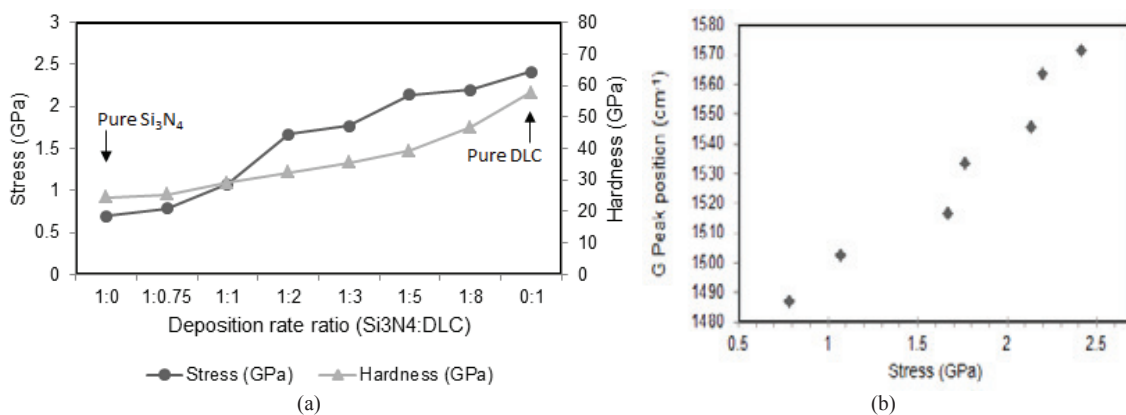 3
2.5
2
1.5
1
0.5
0
Stress (GPa)
80
70
60
50
40
30
20
10
0
Hardness (GPa)
Pure Si₃N₄
Pure DLC
1:0 1:0.75 1:1 1:2 1:3 1:5 1:8 0:1
Deposition rate ratio (Si3N4:DLC)
Stress (GPa) Hardness (GPa)
(a)
1580
1570
1560
1550
1540
1530
1520
1510
1500
1490
1480
G Peak position (cm⁻¹)
0.5 1 1.5 2 2.5
Stress (GPa)
(b)